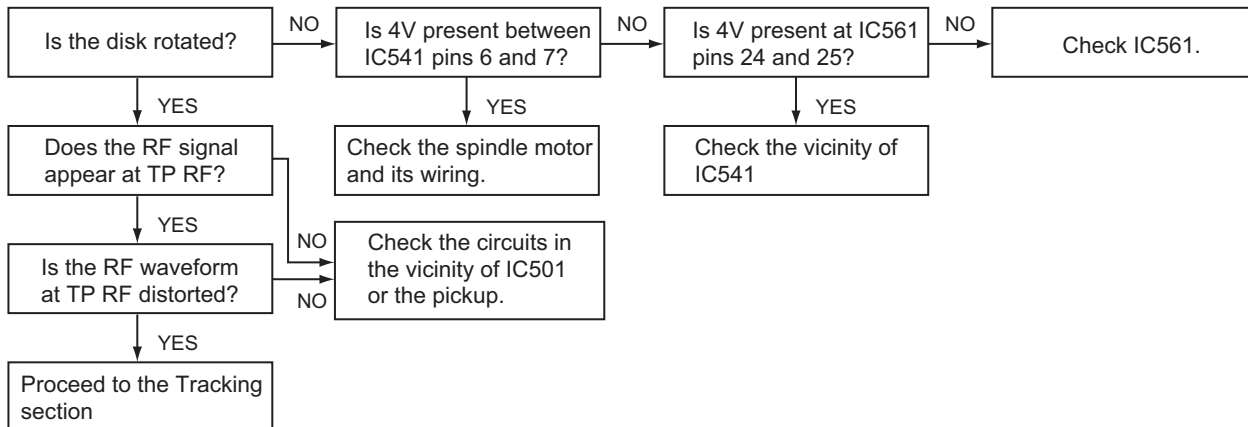 Is the disk rotated?
NO
Is 4V present between
IC541 pins 6 and 7?
NO
Is 4V present at IC561
pins 24 and 25?
NO
Check IC561.
YES
YES
YES
Does the RF signal
appear at TP RF?
Check the spindle motor
and its wiring.
Check the vicinity of
IC541
YES
NO
Is the RF waveform
at TP RF distorted?
NO
Check the circuits in
the vicinity of IC501
or the pickup.
YES
Proceed to the Tracking
section